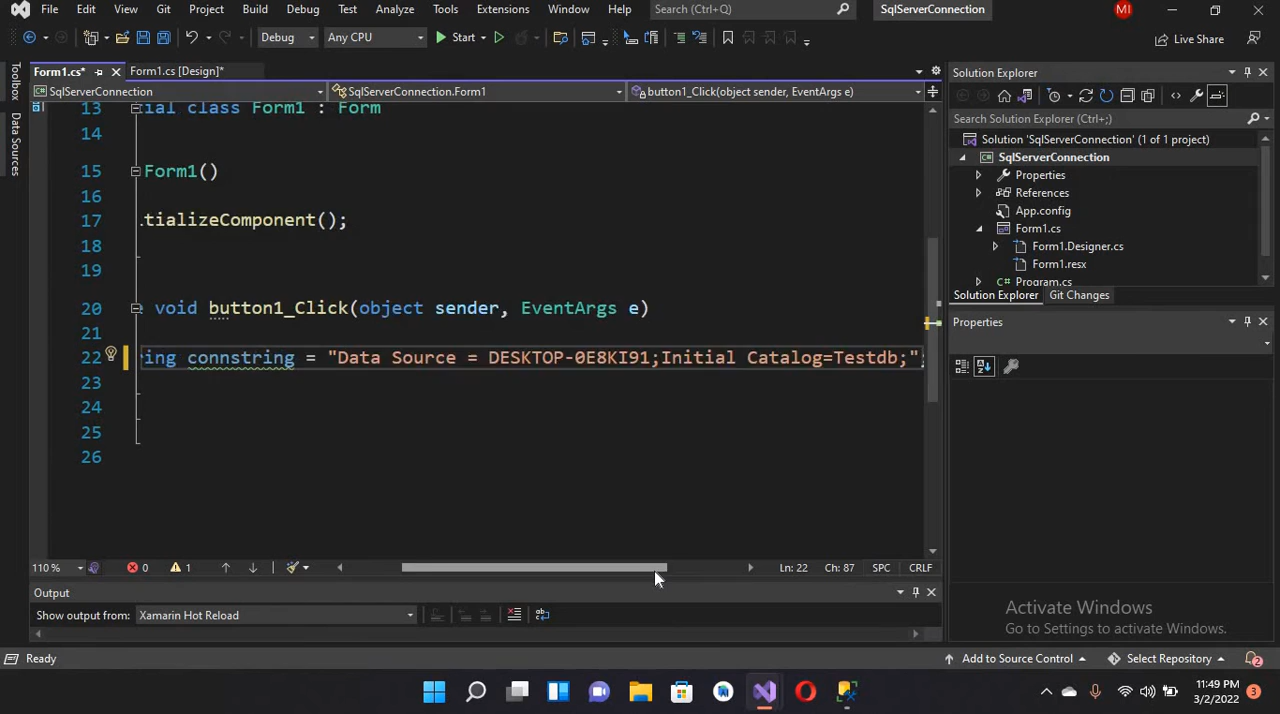 File Edit View Git Project Build Debug Test Analyze Tools Extensions Window Help Search (Ctrl+Q) SqlServerConnection MI
Debug Any CPU Start Live Share
Form1.cs* Form1.cs [Design]*
SqlServerConnection SqlServerConnection.Form1 button1_Click(object sender, EventArgs e)
Toolbox
Data Sources
13 tial class Form1 : Form
14
15 Form1()
16
17 .tializeComponent();
18
19
20 void button1_Click(object sender, EventArgs e)
21
22 ing connstring = "Data Source = DESKTOP-0E8KI91;Initial Catalog=Testdb;";
23
24
25
26
110% 0 1 Ln: 22 Ch: 87 SPC CRLF
Output
Show output from: Xamarin Hot Reload
Solution Explorer
Search Solution Explorer (Ctrl+;)
Solution 'SqlServerConnection' (1 of 1 project)
SqlServerConnection
Properties
References
App.config
Form1.cs
Form1.Designer.cs
Form1.resx
Program.cs
Solution Explorer Git Changes
Properties
Activate Windows
Go to Settings to activate Windows.
Ready Add to Source Control Select Repository 2
11:49 PM
3/2/2022
3